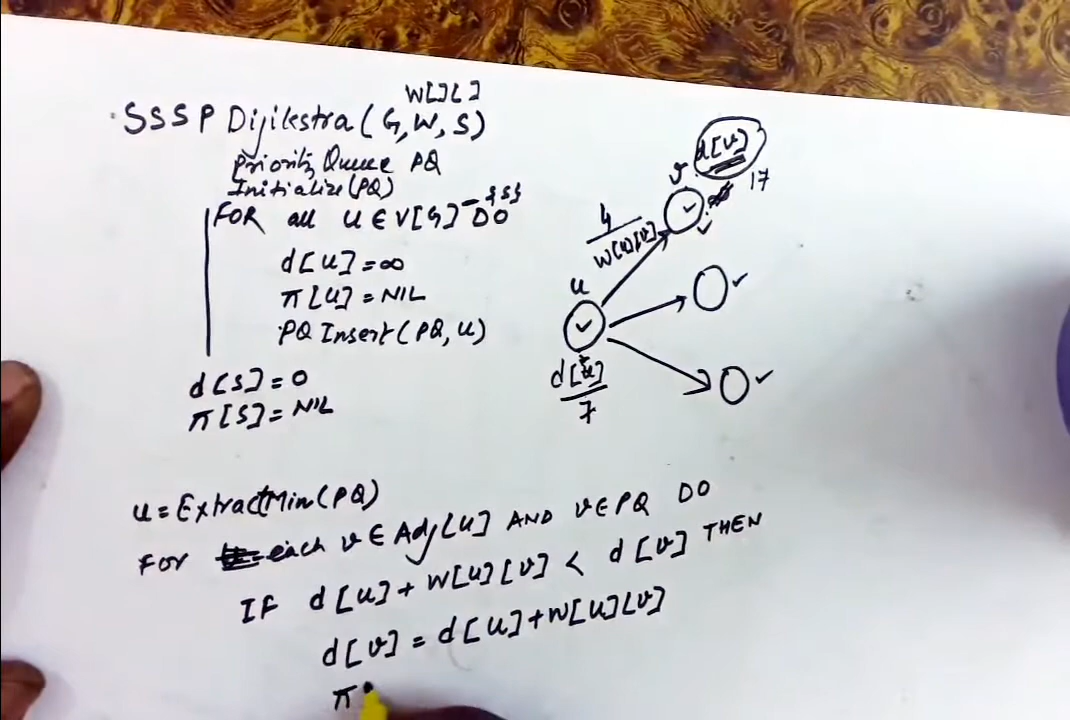 W[][]
SSSP Dijilestra(G,W,S)
Priority Queue PQ
Initialize(PQ)
FOR all u ∈ V[G]-{S} DO
d[u]=∞
π[u]=NIL
PQ Insert(PQ,u)
d[S]=0
π[S]=NIL
v d[v]
17
4
W[u][v]
u
d[u]
7
u=ExtractMin(PQ)
FOR each v ∈ Adj[u] AND v ∈ PQ DO
IF d[u]+W[u][v] < d[v] THEN
d[v] = d[u]+W[u][v]
π